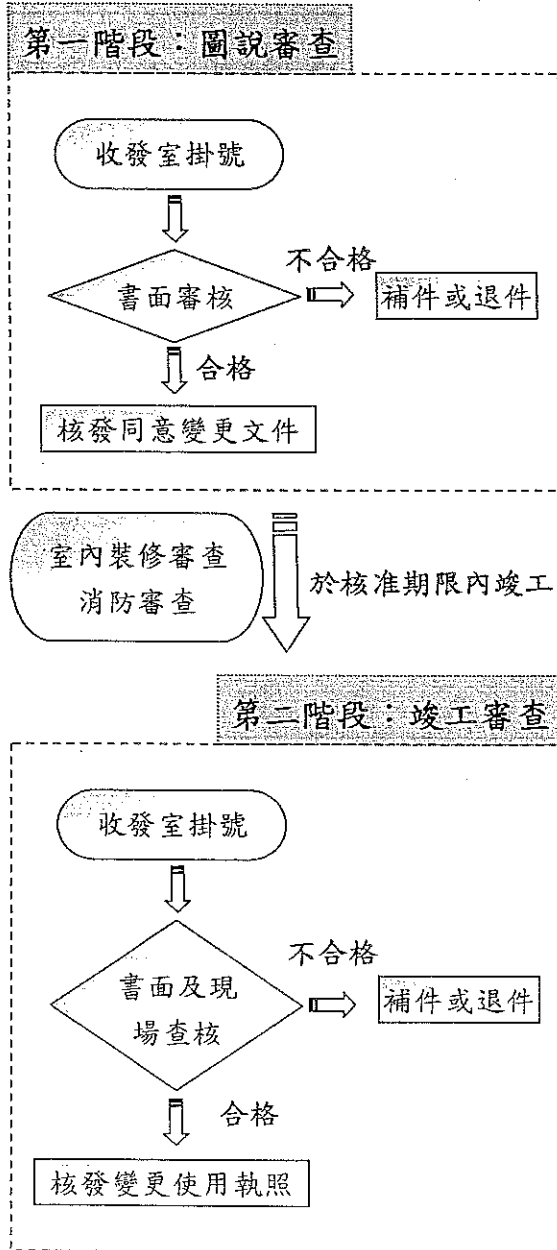 第一階段：圖說審查
收發室掛號
不合格
書面審核
補件或退件
合格
核發同意變更文件
室內裝修審查
消防審查
於核准期限內竣工
第二階段：竣工審查
收發室掛號
不合格
書面及現
場查核
補件或退件
合格
核發變更使用執照